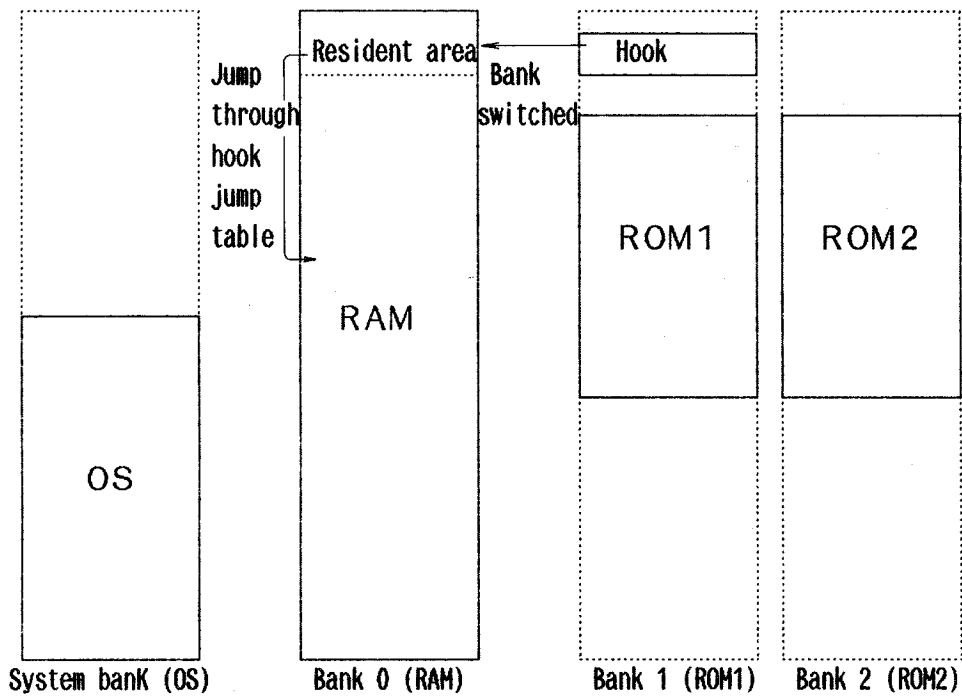 Resident area
Hook
Jump
through
hook
jump
table
Bank
switched
ROM1
ROM2
RAM
OS
System banK (OS)
Bank 0 (RAM)
Bank 1 (ROM1)
Bank 2 (ROM2)